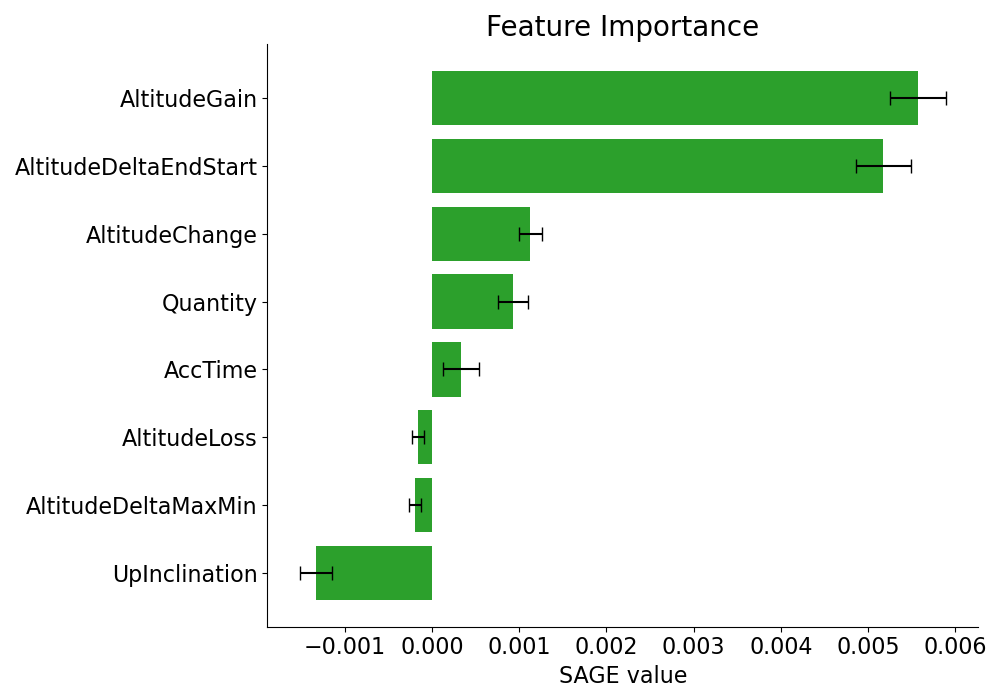 Feature Importance
AltitudeGain
AltitudeDeltaEndStart
AltitudeChange
Quantity
AccTime
AltitudeLoss
AltitudeDeltaMaxMin
UpInclination
−0.001 0.000 0.001 0.002 0.003 0.004 0.005 0.006
SAGE value